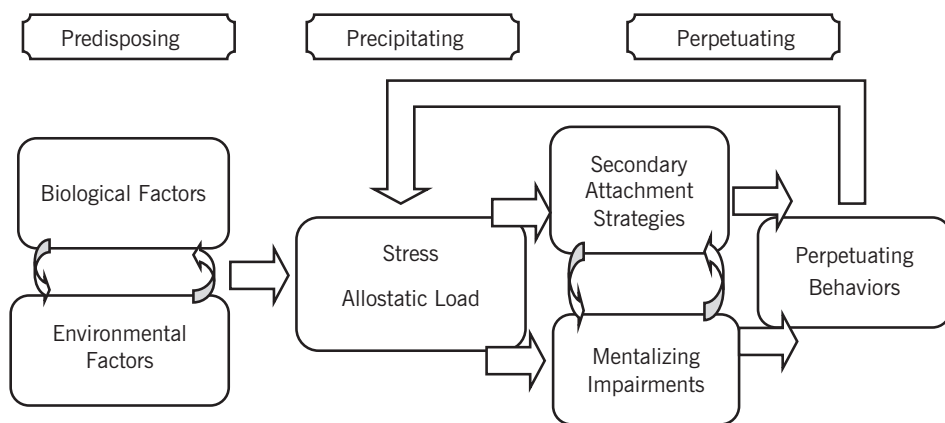 Predisposing
Precipitating
Perpetuating
Biological Factors
Environmental
Factors
Stress
Allostatic Load
Secondary
Attachment
Strategies
Mentalizing
Impairments
Perpetuating
Behaviors